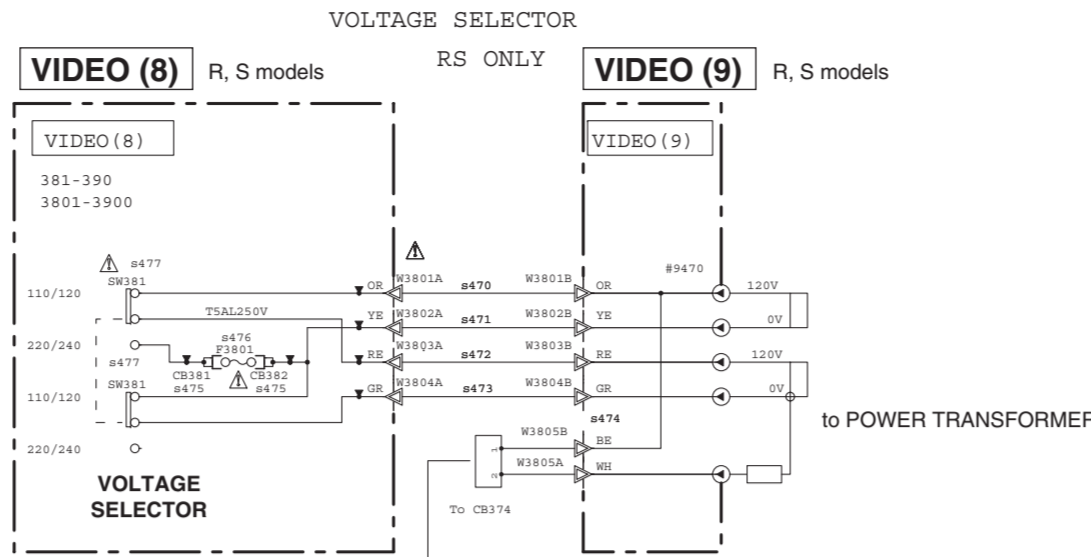 VOLTAGE SELECTOR
RS ONLY
VIDEO (8) R, S models
VIDEO (9) R, S models
VIDEO(8)
VIDEO(9)
381-390
3801-3900
s477
SW381
110/120
T5AL250V
220/240
s477
s476
F3801
CB381
s475
CB382
s475
SW381
110/120
220/240
VOLTAGE
SELECTOR
OR W3801A s470 W3801B OR #9470 120V
YE W3802A s471 W3802B YE 0V
RE W3803A s472 W3803B RE 120V
GR W3804A s473 W3804B GR 0V
s474
to POWER TRANSFORMER
1 W3805B BE
2 W3805A WH
To CB374